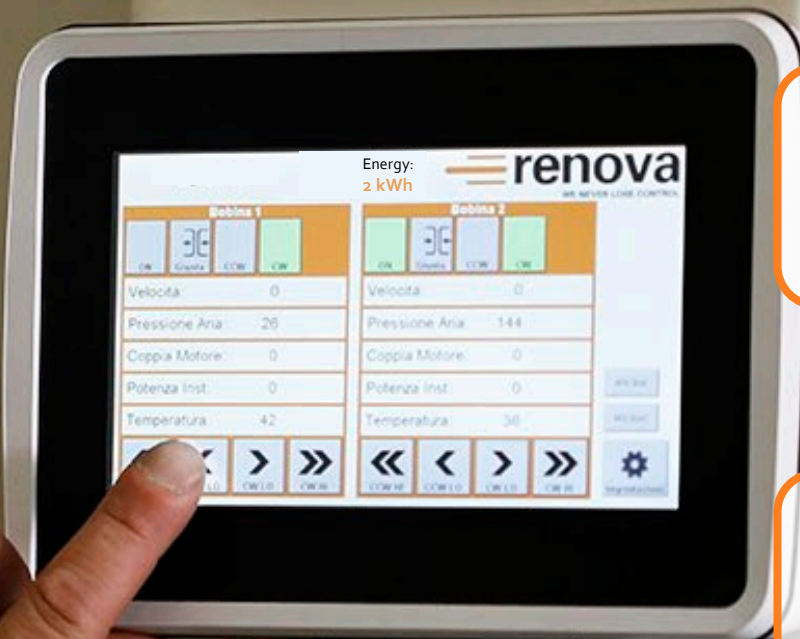 Energy:
2 kWh
renova
WE NEVER LOSE CONTROL
Bobina 1
ON Giunta CCW CW
Velocita: 0
Pressione Aria: 26
Coppia Motore: 0
Potenza Inst: 0
Temperatura: 42
LO CW LO CW HI
Bobina 2
ON Giunta CCW CW
Velocita: 0
Pressione Aria: 144
Coppia Motore: 0
Potenza Inst: 0
Temperatura: 36
CCW HI CCW LO CW LO CW HI
Impostazioni